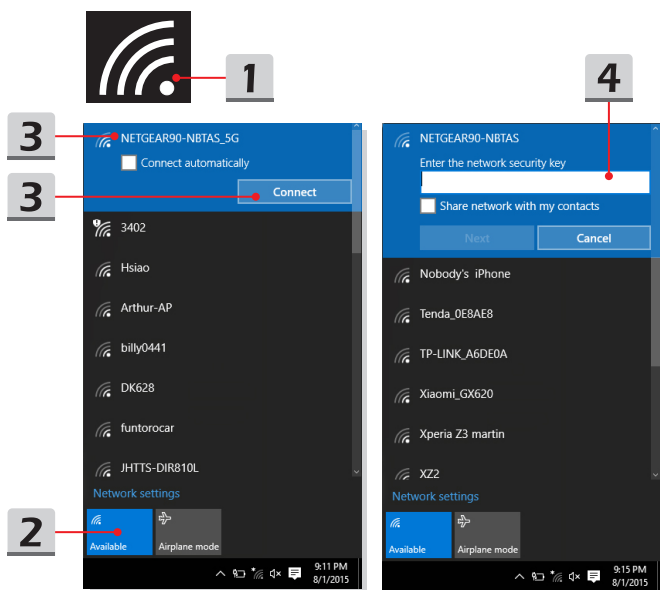 1
4
3
NETGEAR90-NBTAS_5G
Connect automatically
3
Connect
3402
Hsiao
Arthur-AP
billy0441
DK628
funtorocar
JHTTS-DIR810L
Network settings
2
Available
Airplane mode
9:11 PM
8/1/2015
NETGEAR90-NBTAS
Enter the network security key
Share network with my contacts
Next
Cancel
Nobody's iPhone
Tenda_0E8AE8
TP-LINK_A6DE0A
Xiaomi_GX620
Xperia Z3 martin
XZ2
Network settings
Available
Airplane mode
9:15 PM
8/1/2015